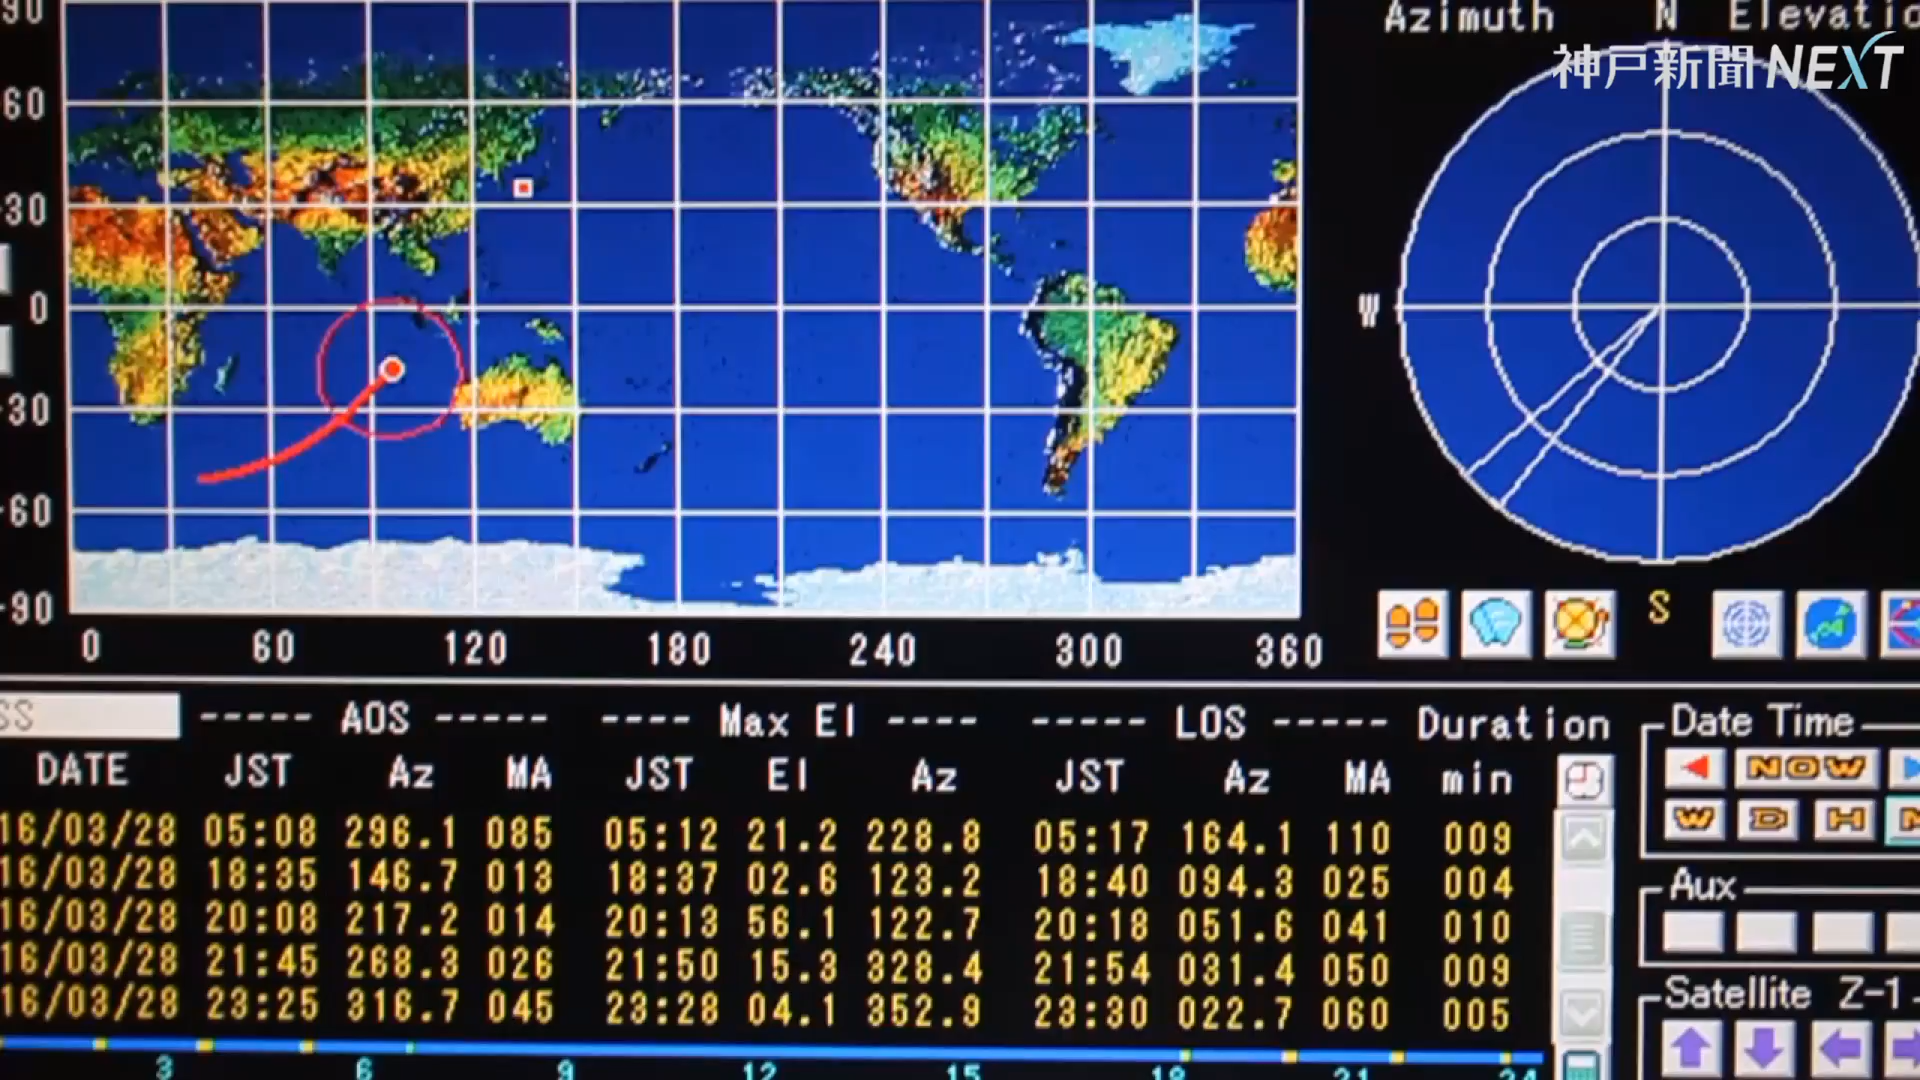 Azimuth N Elevatio
神戸新聞NEXT
90
60
30
0
-30
-60
-90
W
S
0 60 120 180 240 300 360
SS ----- AOS ----- ---- Max El ---- ----- LOS ----- Duration
DATE JST Az MA JST El Az JST Az MA min
16/03/28 05:08 296.1 085 05:12 21.2 228.8 05:17 164.1 110 009
16/03/28 18:35 146.7 013 18:37 02.6 123.2 18:40 094.3 025 004
16/03/28 20:08 217.2 014 20:13 56.1 122.7 20:18 051.6 041 010
16/03/28 21:45 268.3 026 21:50 15.3 328.4 21:54 031.4 050 009
16/03/28 23:25 316.7 045 23:28 04.1 352.9 23:30 022.7 060 005
3 6 9 12 15 18 21 24
Date Time
NOW
W D H
Aux
Satellite Z-1